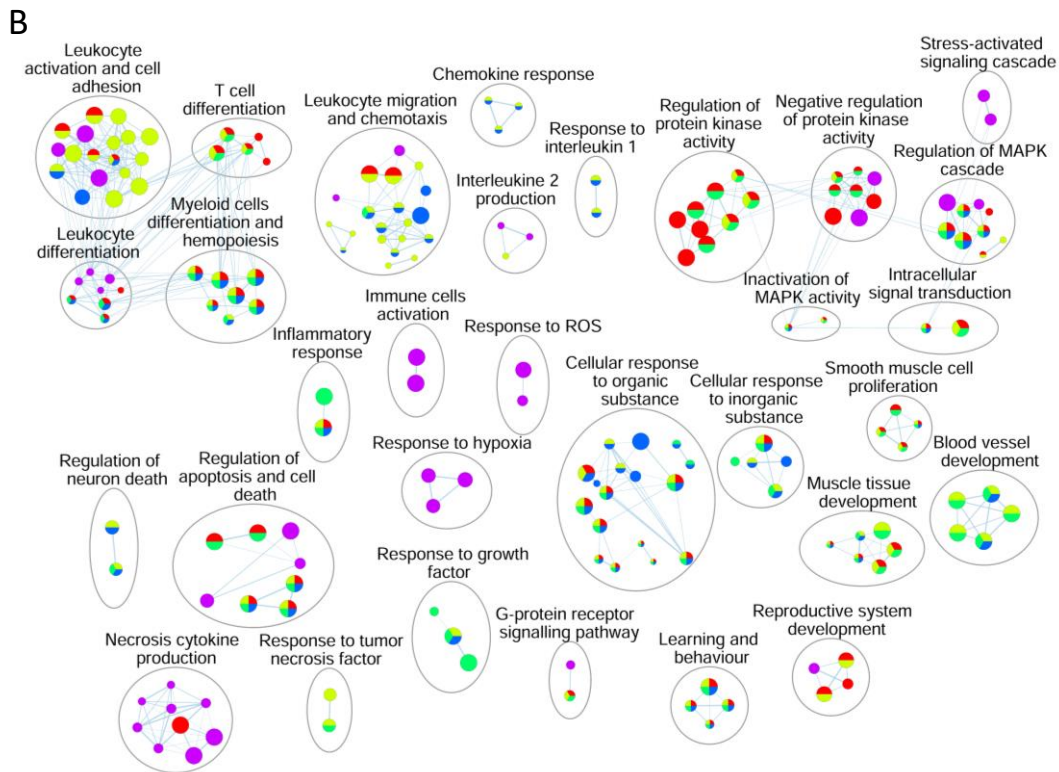 B
Leukocyte
activation and cell
adhesion
T cell
differentiation
Leukocyte migration
and chemotaxis
Chemokine response
Response to
interleukin 1
Interleukine 2
production
Regulation of
protein kinase
activity
Negative regulation
of protein kinase
activity
Stress-activated
signaling cascade
Regulation of MAPK
cascade
Myeloid cells
differentiation and
hemopoiesis
Leukocyte
differentiation
Inactivation of
MAPK activity
Intracellular
signal transduction
Immune cells
activation
Inflammatory
response
Response to ROS
Cellular response
to organic
substance
Cellular response
to inorganic
substance
Smooth muscle cell
proliferation
Blood vessel
development
Muscle tissue
development
Response to hypoxia
Regulation of
neuron death
Regulation of
apoptosis and cell
death
Response to growth
factor
G-protein receptor
signalling pathway
Learning and
behaviour
Reproductive system
development
Necrosis cytokine
production
Response to tumor
necrosis factor